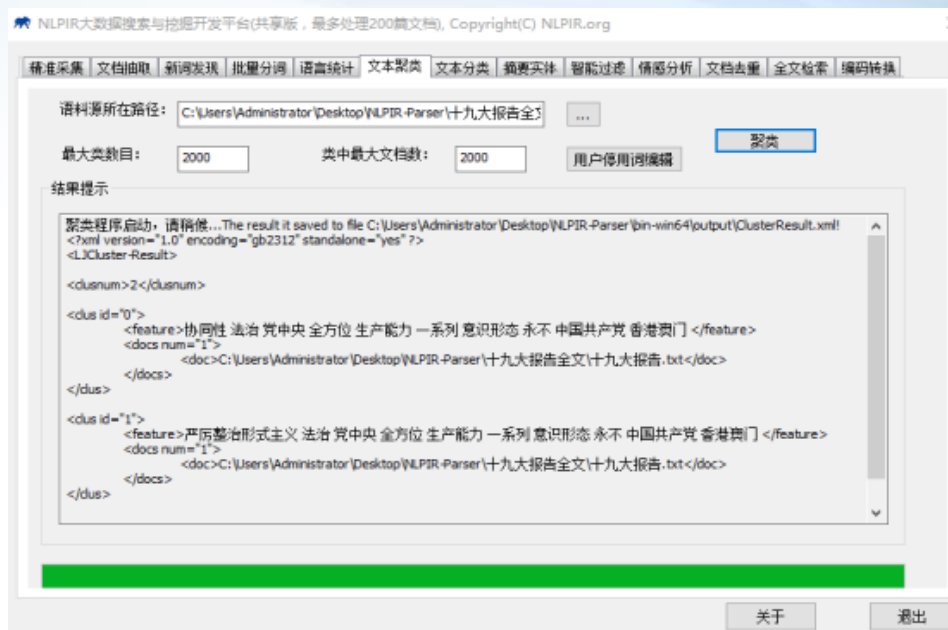 NLPIR大数据搜索与挖掘开发平台(共享版，最多处理200篇文档), Copyright(C) NLPIR.org
精准采集 文档抽取 新词发现 批量分词 语言统计 文本聚类 文本分类 摘要实体 智能过滤 情感分析 文档去重 全文检索 编码转换
语料源所在路径： C:\Users\Administrator\Desktop\NLPIR-Parser\十九大报告全文 ... 聚类
最大类数目： 2000 类中最大文档数： 2000 用户停用词编辑
结果提示
聚类程序启动，请稍候...The result it saved to file C:\Users\Administrator\Desktop\NLPIR-Parser\bin-win64\output\ClusterResult.xml!
<?xml version="1.0" encoding="gb2312" standalone="yes" ?>
<LJCluster-Result>
<clusnum>2</clusnum>
<clus id="0">
<feature>协同性 法治 党中央 全方位 生产能力 一系列 意识形态 永不 中国共产党 香港澳门 </feature>
<docs num="1">
<doc>C:\Users\Administrator\Desktop\NLPIR-Parser\十九大报告全文\十九大报告.txt</doc>
</docs>
</clus>
<clus id="1">
<feature>严厉整治形式主义 法治 党中央 全方位 生产能力 一系列 意识形态 永不 中国共产党 香港澳门 </feature>
<docs num="1">
<doc>C:\Users\Administrator\Desktop\NLPIR-Parser\十九大报告全文\十九大报告.txt</doc>
</docs>
</clus>
关于 退出